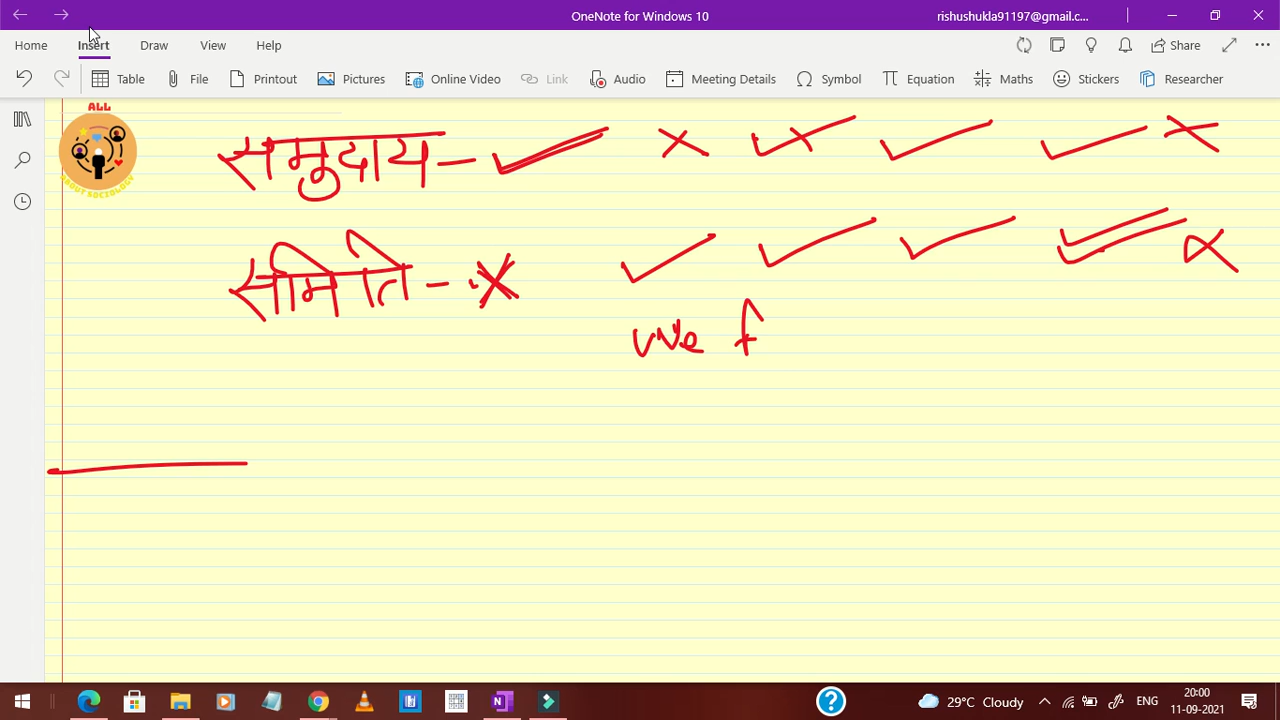 OneNote for Windows 10 rishushukla91197@gmail.c...
Home Insert Draw View Help Share
Table File Printout Pictures Online Video Link Audio Meeting Details Symbol Equation Maths Stickers Researcher
ALL
ABOUT SOCIOLOGY
समुदाय –
समिति –
we f
29°C Cloudy ENG 20:00
11-09-2021